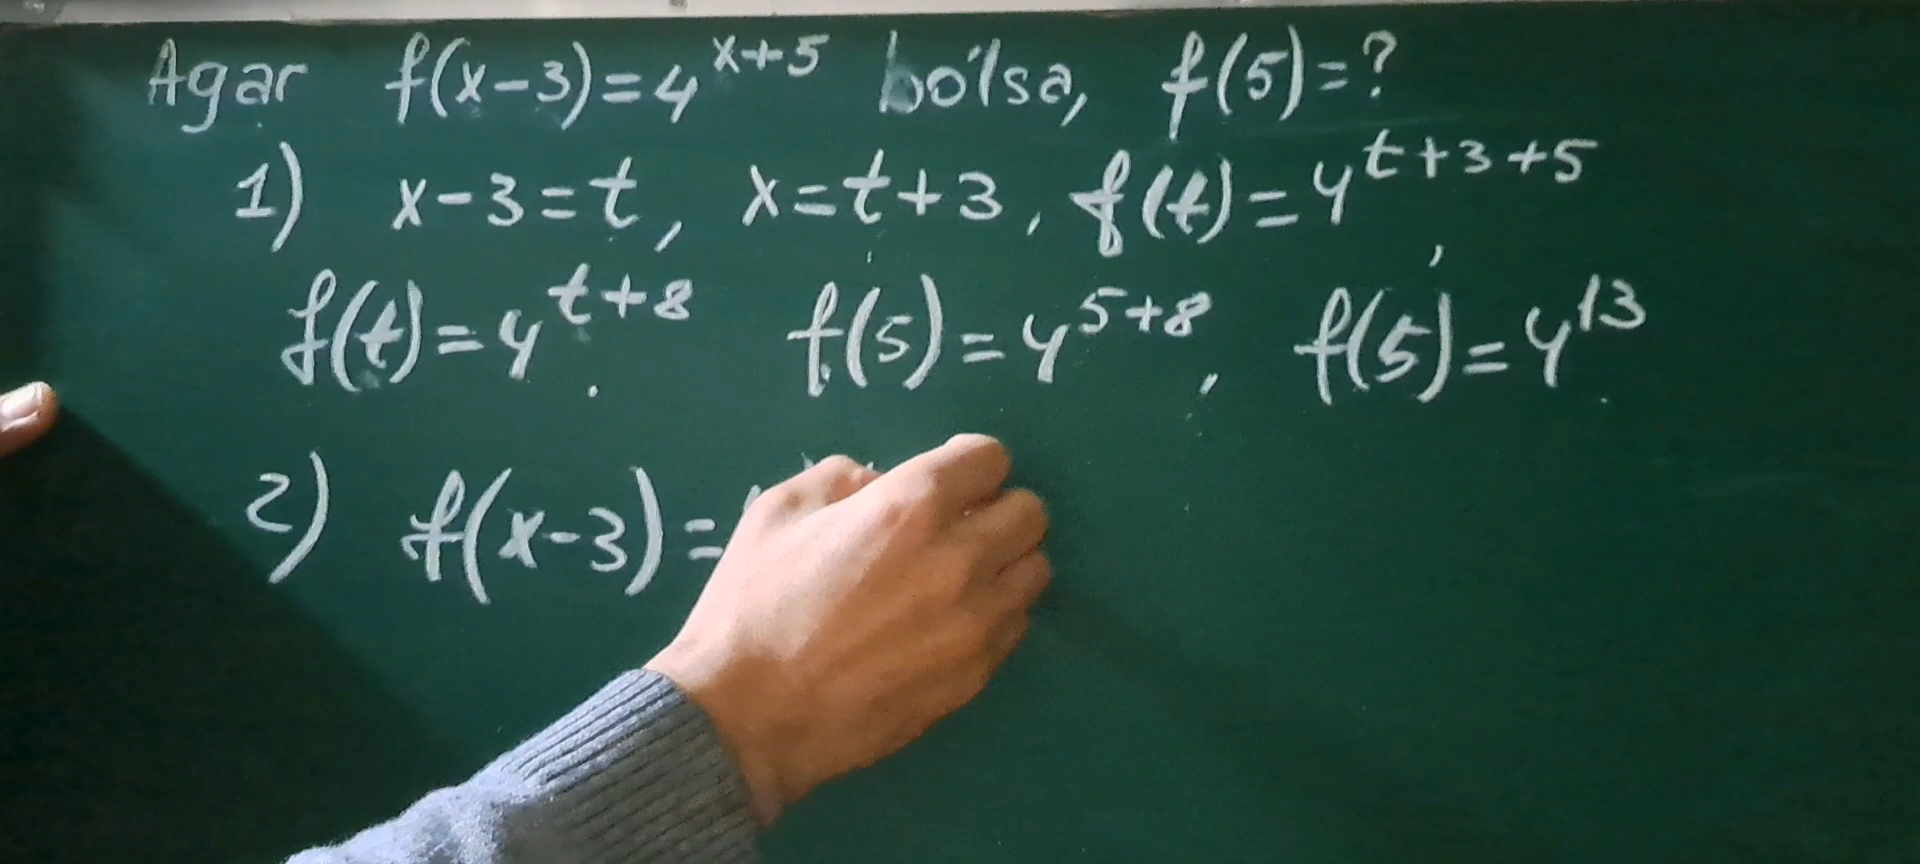 Agar f(x-3)=4^{x+5} bo'lsa, f(5)=?
1) x-3=t, x=t+3, f(t)=4^{t+3+5},
f(t)=4^{t+8}. f(5)=4^{5+8}, f(5)=4^{13}.
2) f(x-3)=